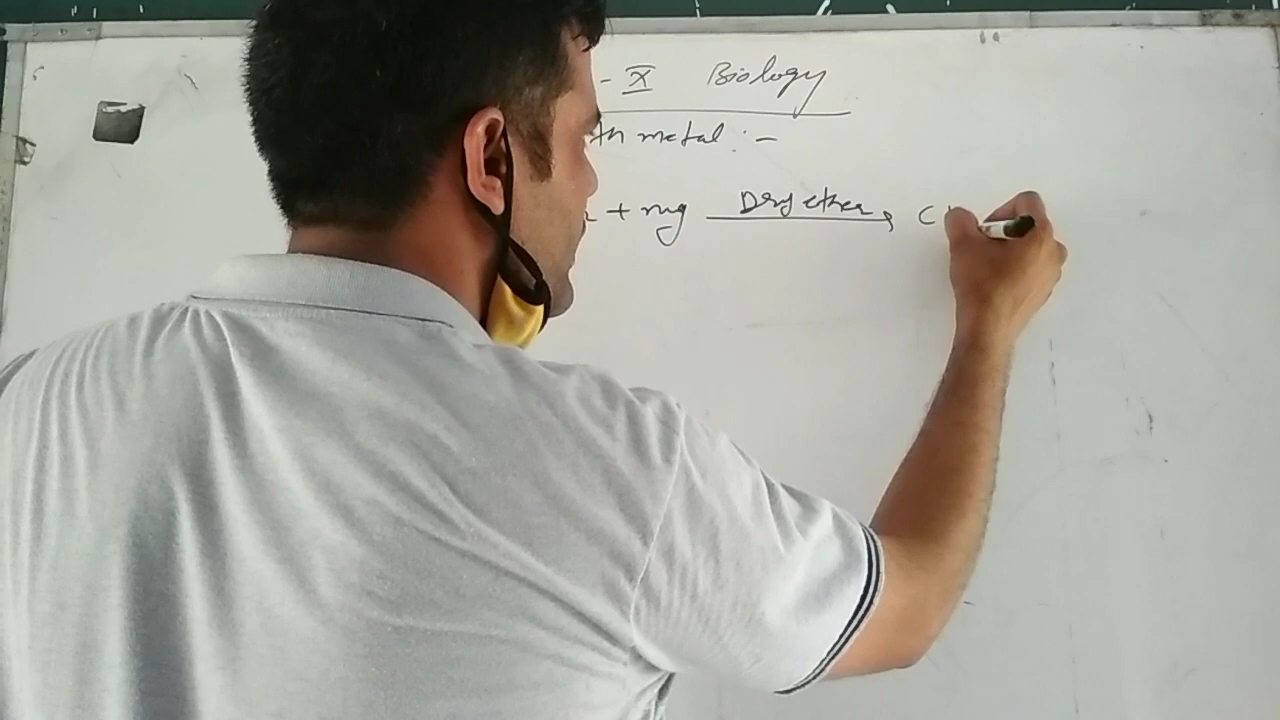 - X Biology
th metal : -
+ mg Dry ether C